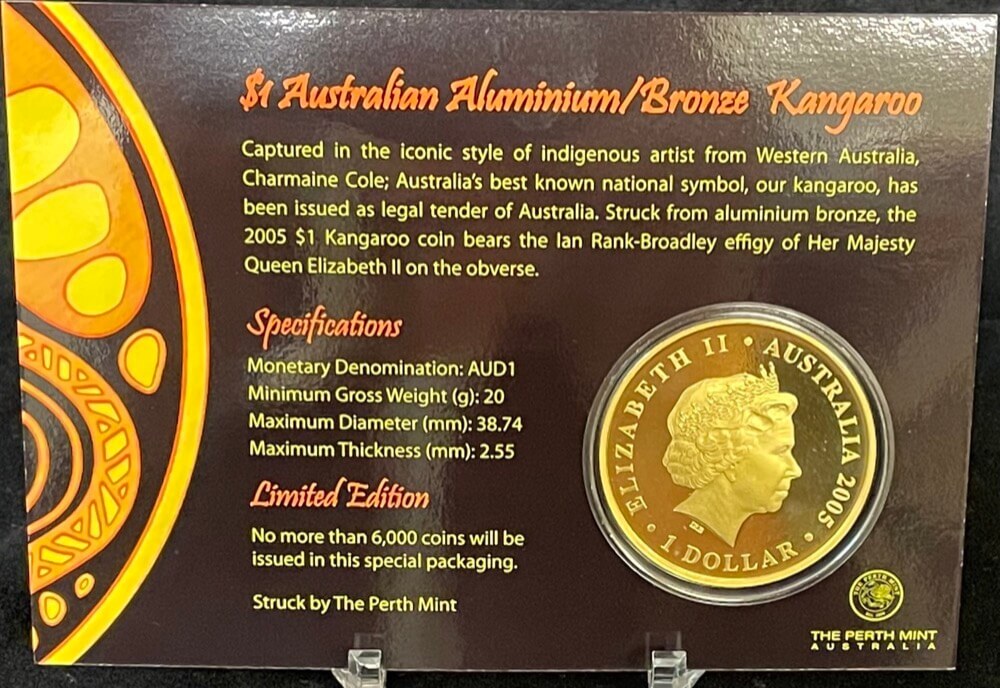 $1 Australian Aluminium/Bronze Kangaroo
Captured in the iconic style of indigenous artist from Western Australia,
Charmaine Cole; Australia's best known national symbol, our kangaroo, has
been issued as legal tender of Australia. Struck from aluminium bronze, the
2005 $1 Kangaroo coin bears the Ian Rank-Broadley effigy of Her Majesty
Queen Elizabeth II on the obverse.
Specifications
Monetary Denomination: AUD1
Minimum Gross Weight (g): 20
Maximum Diameter (mm): 38.74
Maximum Thickness (mm): 2.55
Limited Edition
No more than 6,000 coins will be
issued in this special packaging.
Struck by The Perth Mint
ELIZABETH II • AUSTRALIA 2005
• 1 DOLLAR •
THE PERTH MINT
AUSTRALIA